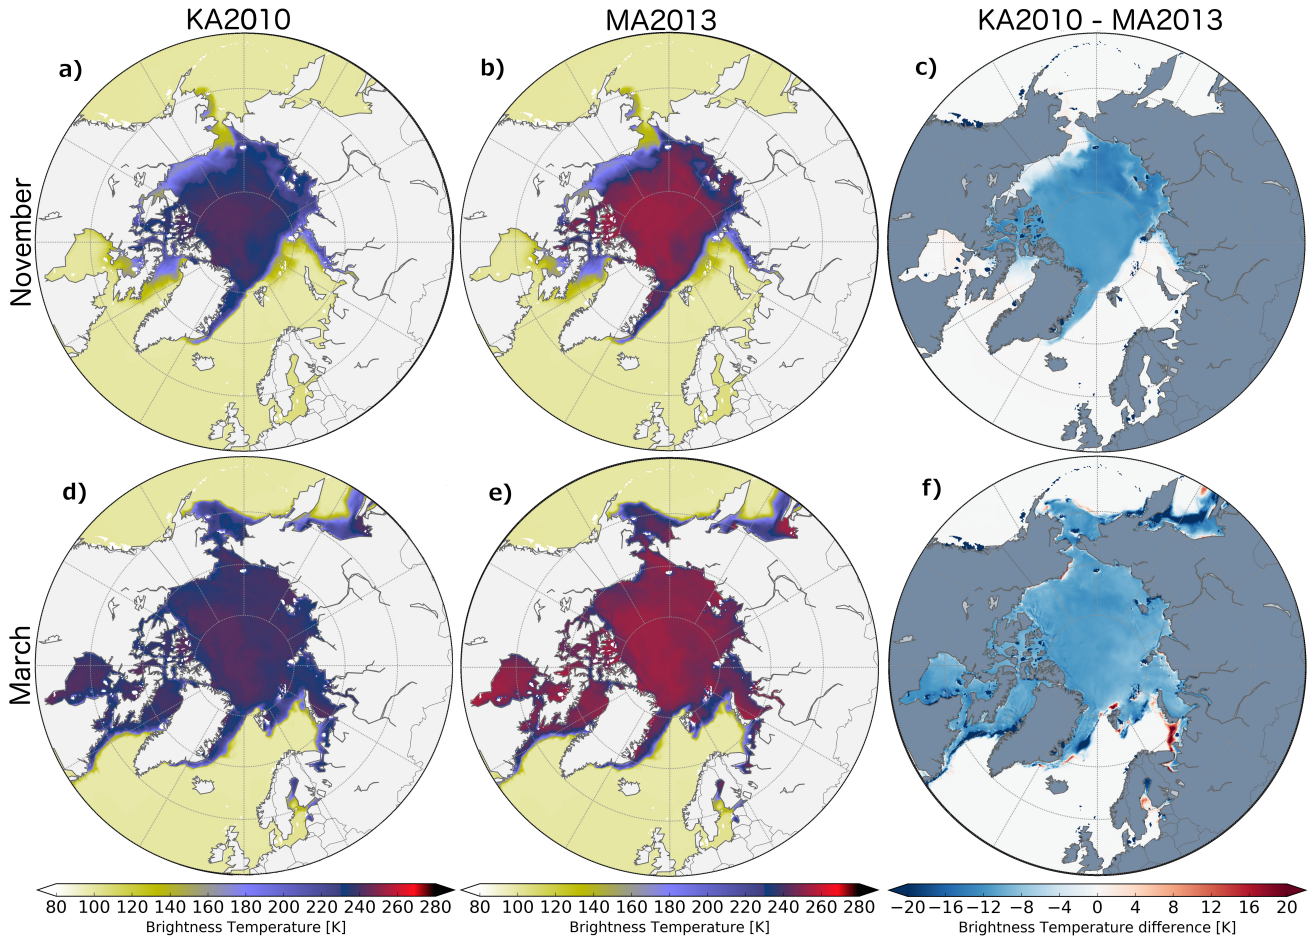 KA2010 MA2013 KA2010 - MA2013
a) b) c)
November
d) e) f)
March
80 100 120 140 160 180 200 220 240 260 280 80 100 120 140 160 180 200 220 240 260 280 −20 −16 −12 −8 −4 0 4 8 12 16 20
Brightness Temperature [K] Brightness Temperature [K] Brightness Temperature difference [K]